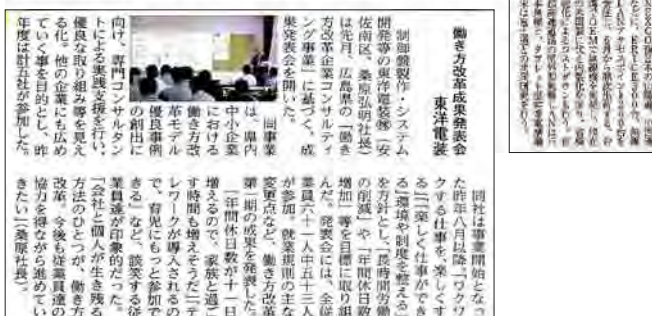 働き方改革成果発表会
東洋電装
制御盤製作・システム
開発等の東洋電装㈱(安
佐南区、桑原弘明社長)
は先月、広島県の「働き
方改革企業コンサルティ
ング事業」に基づく、成
果発表会を開いた。
同事業
は、県内
中小企業
における
働き方改
革モデル
優良事例
の創出に
向け、専門コンサルタン
トによる実践支援を行い、
優良な取り組み等を見え
る化。他の企業にも広め
ていく事を目的とし、昨
年度は計五社が参加した。
同社は事業開始となっ
た昨年八月以降「ワクワ
クする仕事を、楽しくす
る」「楽しく仕事ができ
る」環境や制度を整える」
を方針とし、「長時間労働
の削減」や「年間休日数
増加」等を目標に取り組
んだ。発表会には、全従
業員六十一人中五十三人
が参加。就業規則の主な
変更点など、働き方改革
第一期の成果を発表した。
「年間休日数が十一日
増えるので、家族と過ご
す時間も増えそうだ」「テ
レワークが導入されるの
で、育児にもっと参加で
きる」など、談笑する従
業員達が印象的だった。
「会社と個人が生き残る
方法のひとつが、働き方
改革。今後も従業員達の
協力を得ながら進めてい
きたい」(桑原社長)。